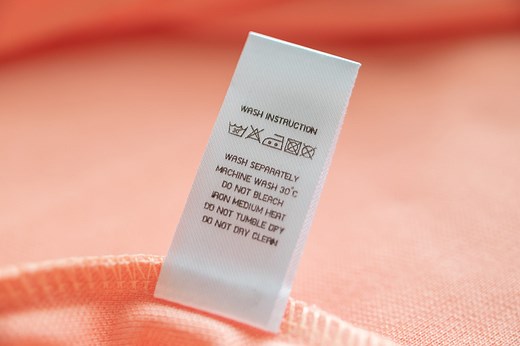 WASH INSTRUCTION
30
WASH SEPARATELY
MACHINE WASH 30°C
DO NOT BLEACH
IRON MEDIUM HEAT
DO NOT TUMBLE DRY
DO NOT DRY CLEAN